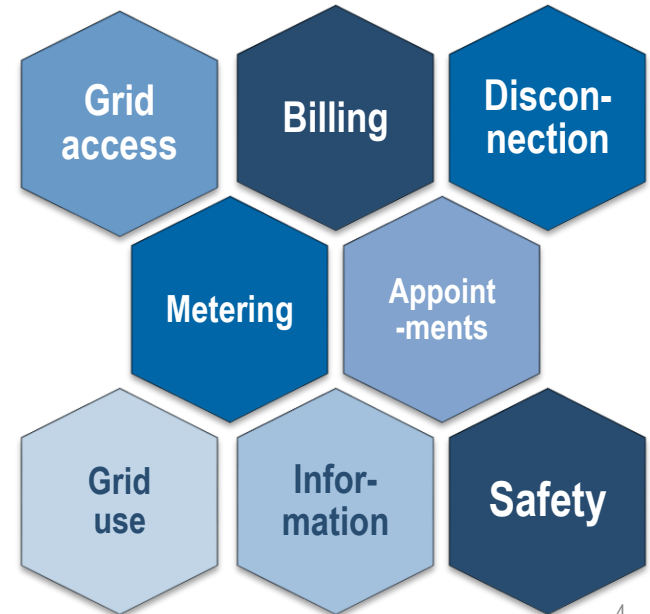 Grid
access
Billing
Discon-
nection
Metering
Appoint
-ments
Grid
use
Infor-
mation
Safety
4